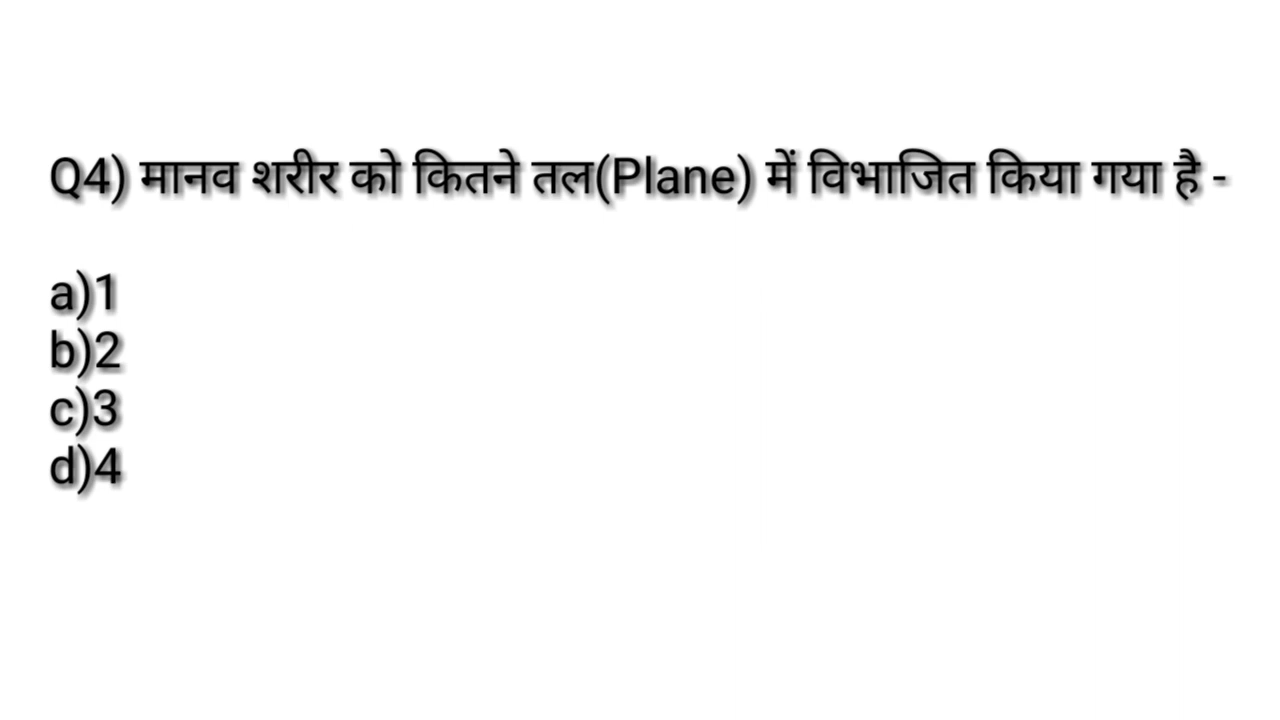 Q4) मानव शरीर को कितने तल(Plane) में विभाजित किया गया है -
a)1
b)2
c)3
d)4